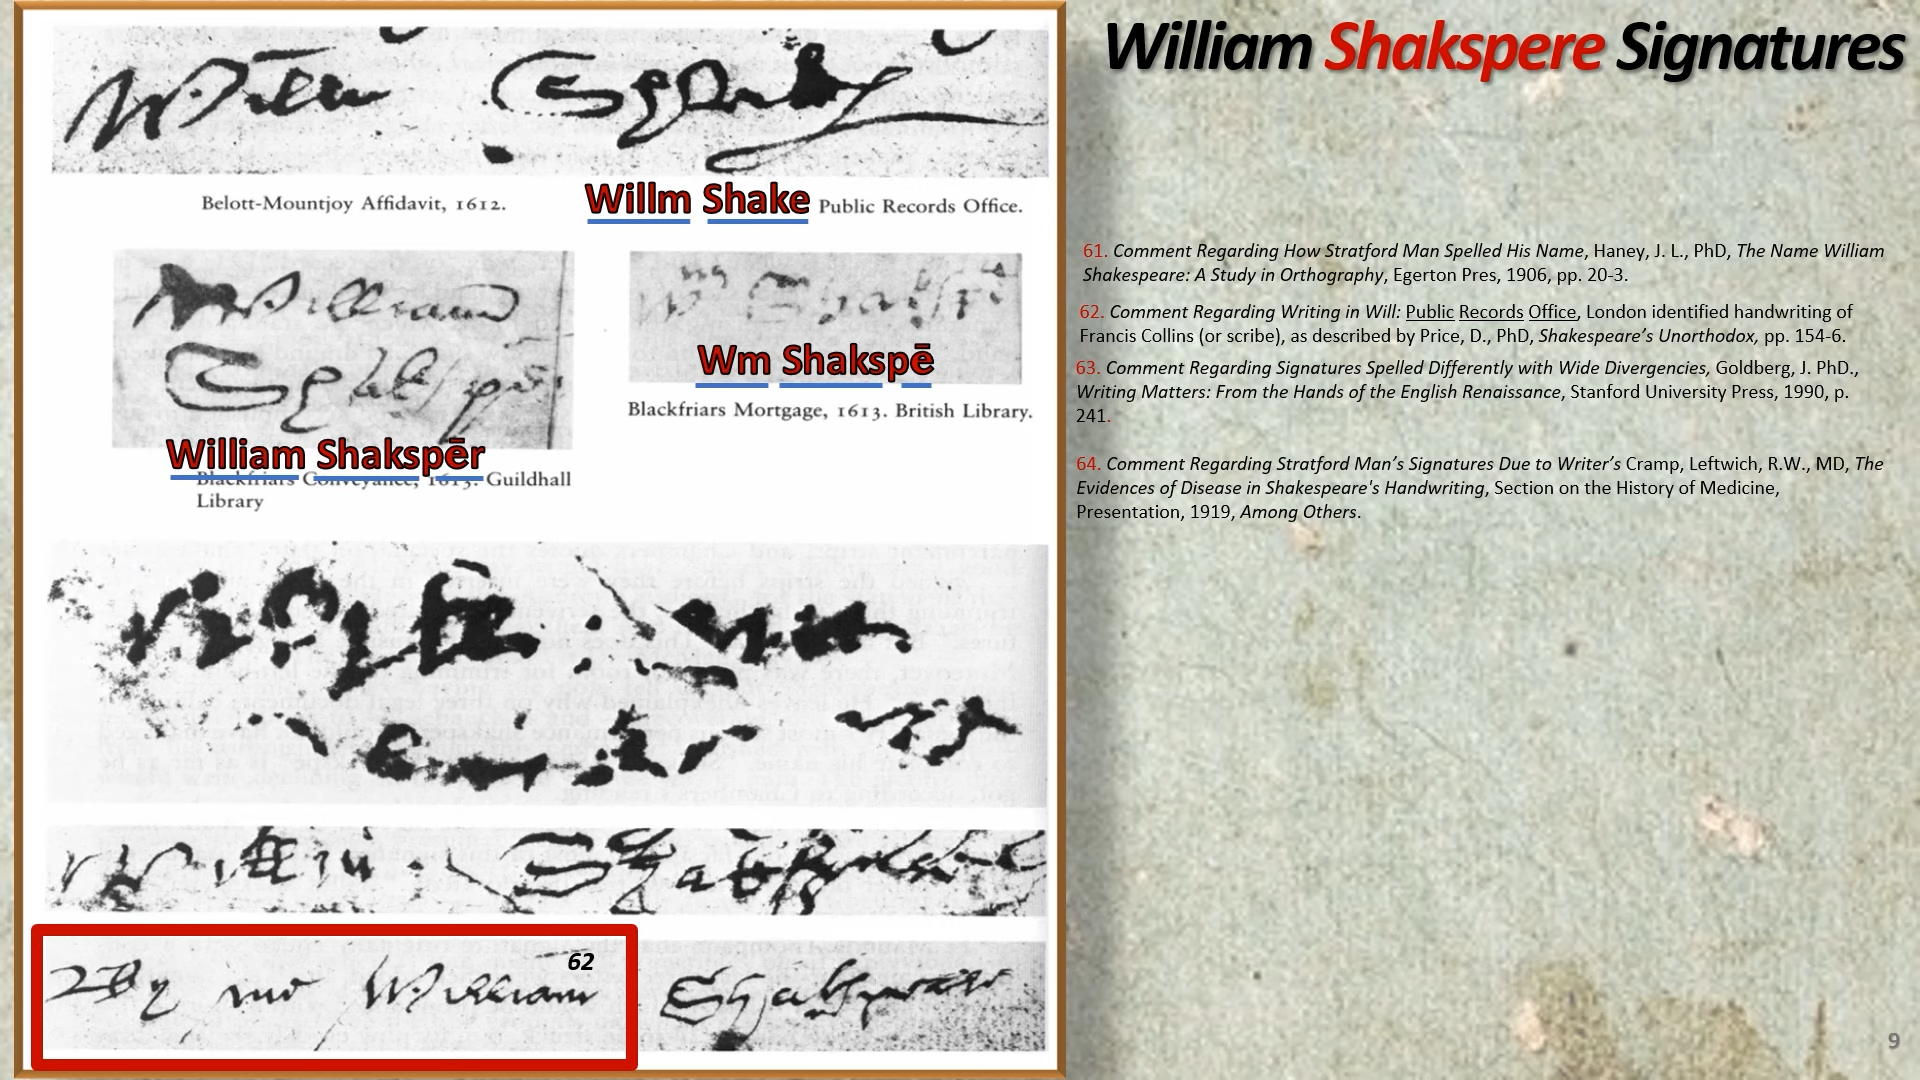 William Shakspere Signatures
Belott-Mountjoy Affidavit, 1612.
Willm Shake
Public Records Office.
Wm Shakspē
Blackfriars Mortgage, 1613. British Library.
William Shakspēr
Blackfriars Conveyance, 1613. Guildhall
Library
62
By me William
61. Comment Regarding How Stratford Man Spelled His Name, Haney, J. L., PhD, The Name William
Shakespeare: A Study in Orthography, Egerton Pres, 1906, pp. 20-3.
62. Comment Regarding Writing in Will: Public Records Office, London identified handwriting of
Francis Collins (or scribe), as described by Price, D., PhD, Shakespeare’s Unorthodox, pp. 154-6.
63. Comment Regarding Signatures Spelled Differently with Wide Divergencies, Goldberg, J. PhD.,
Writing Matters: From the Hands of the English Renaissance, Stanford University Press, 1990, p.
241.
64. Comment Regarding Stratford Man’s Signatures Due to Writer’s Cramp, Leftwich, R.W., MD, The
Evidences of Disease in Shakespeare's Handwriting, Section on the History of Medicine,
Presentation, 1919, Among Others.
9